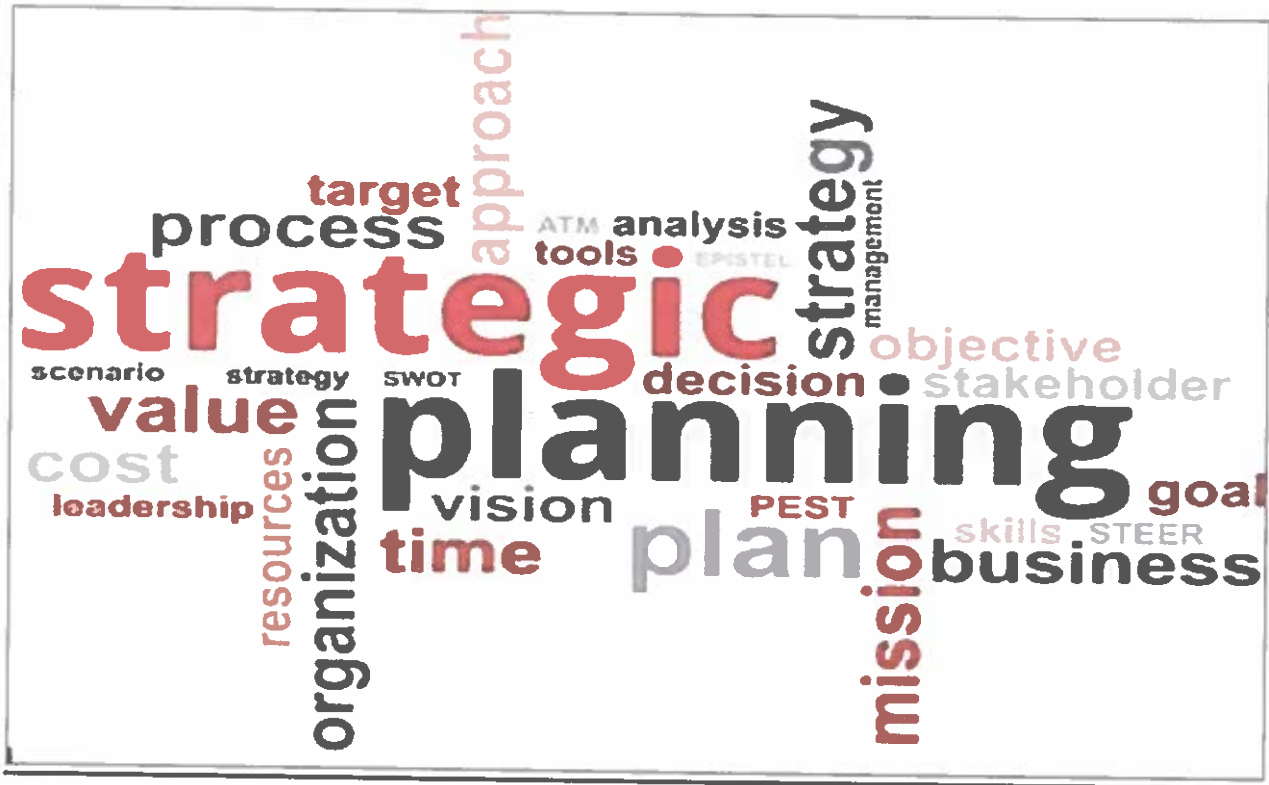 approach
target
process
ATM analysis
tools EPISTEL
strategy
management
strategic
objective
scenario strategy SWOT
decision stakeholder
value
planning
cost
resources
organization
leadership
vision
PEST
goal
time
plan
mission
skills STEER
business